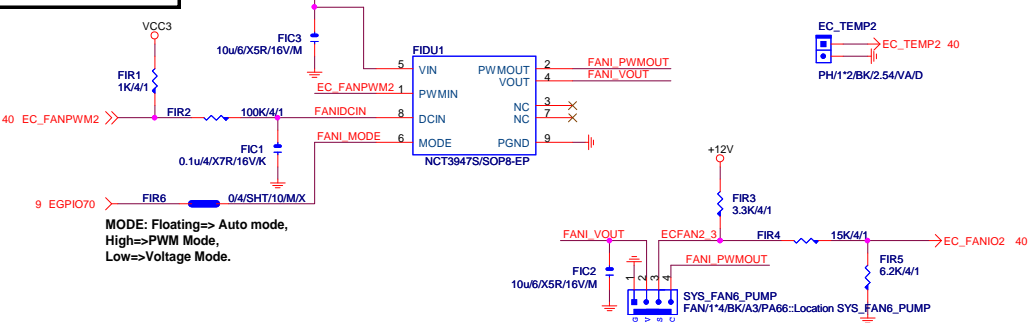 VCC3
FIC3
10u/6/X5R/16V/M
FIR1
1K/4/1
FIDU1
5 VIN
PWMOUT 2 FANI_PWMOUT
VOUT 4 FANI_VOUT
EC_FANPWM2 1 PWMIN
NC 3
NC 7
40 EC_FANPWM2
FIR2 100K/4/1 FANIDCIN 8 DCIN
FANI_MODE 6 MODE
PGND 9
NCT3947S/SOP8-EP
FIC1
0.1u/4/X7R/16V/K
9 EGPIO70 FIR6 0/4/SHT/10/M/X
MODE: Floating=> Auto mode,
High=>PWM Mode,
Low=>Voltage Mode.
EC_TEMP2
EC_TEMP2 40
PH/1*2/BK/2.54/VA/D
+12V
FIR3
3.3K/4/1
FANI_VOUT ECFAN2_3 FIR4 15K/4/1 EC_FANIO2 40
FIC2
10u/6/X5R/16V/M
FANI_PWMOUT
FIR5
6.2K/4/1
1 2 3 4
G V S C
SYS_FAN6_PUMP
FAN/1*4/BK/A3/PA66::Location SYS_FAN6_PUMP